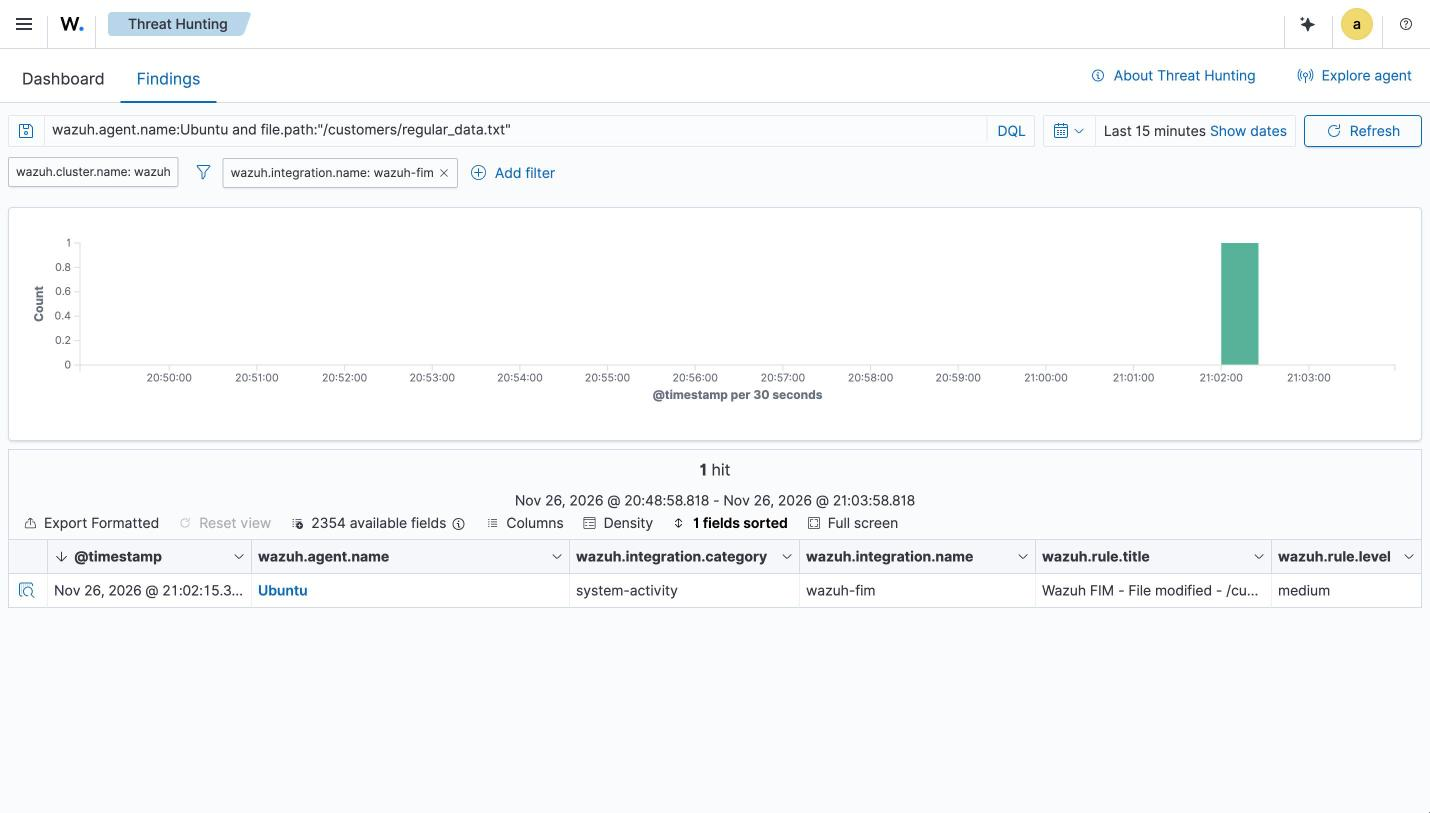 W.
Threat Hunting
a
Dashboard
Findings
About Threat Hunting
Explore agent
wazuh.agent.name:Ubuntu and file.path:"/customers/regular_data.txt"
DQL
Last 15 minutes Show dates
Refresh
wazuh.cluster.name: wazuh
wazuh.integration.name: wazuh-fim
Add filter
Count
1
0.8
0.6
0.4
0.2
0
20:50:00 20:51:00 20:52:00 20:53:00 20:54:00 20:55:00 20:56:00 20:57:00 20:58:00 20:59:00 21:00:00 21:01:00 21:02:00 21:03:00
@timestamp per 30 seconds
1 hit
Nov 26, 2026 @ 20:48:58.818 - Nov 26, 2026 @ 21:03:58.818
Export Formatted Reset view 2354 available fields Columns Density 1 fields sorted Full screen
@timestamp wazuh.agent.name wazuh.integration.category wazuh.integration.name wazuh.rule.title wazuh.rule.level
Nov 26, 2026 @ 21:02:15.3... Ubuntu system-activity wazuh-fim Wazuh FIM - File modified - /cu... medium